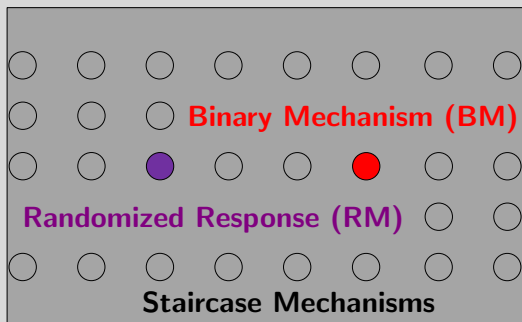 Binary Mechanism (BM)
Randomized Response (RM)
Staircase Mechanisms